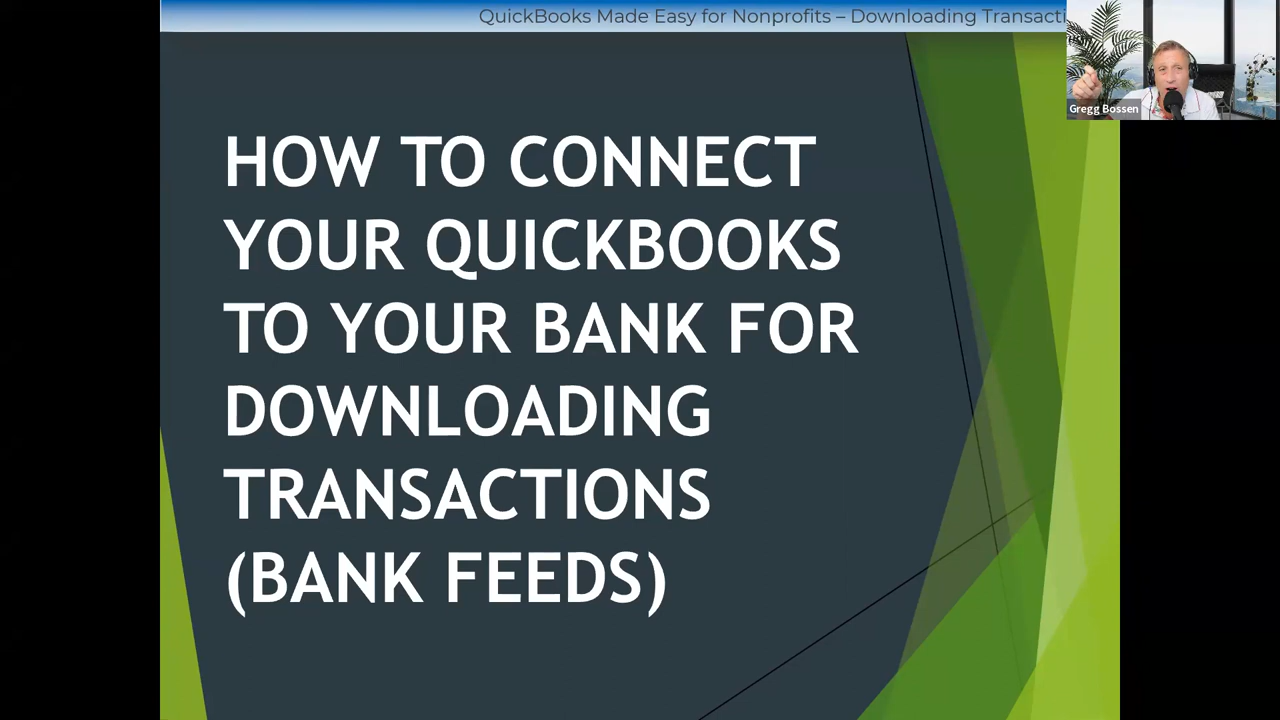 QuickBooks Made Easy for Nonprofits – Downloading Transacti
Gregg Bossen
HOW TO CONNECT
YOUR QUICKBOOKS
TO YOUR BANK FOR
DOWNLOADING
TRANSACTIONS
(BANK FEEDS)